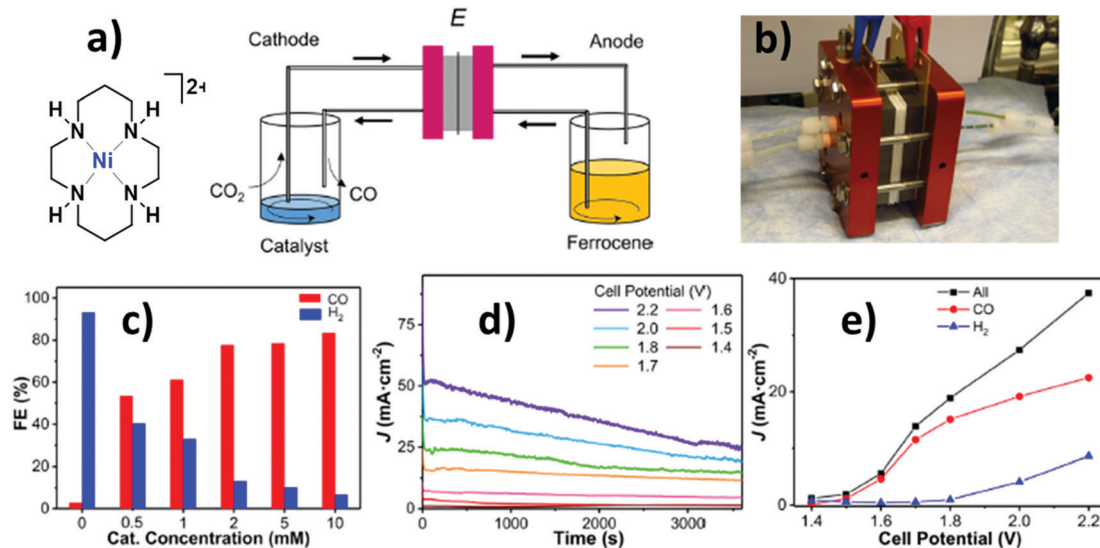 a)
H
H
N
N
Ni
N
N
H
H
]2+
Cathode
E
Anode
CO2
CO
Catalyst
Ferrocene
b)
c)
CO
H2
FE (%)
100
80
60
40
20
0
0 0.5 1 2 5 10
Cat. Concentration (mM)
d)
Cell Potential (V)
2.2 1.6
2.0 1.5
1.8 1.4
1.7
J (mA·cm-2)
75
50
25
0
0 1000 2000 3000
Time (s)
e)
All
CO
H2
J (mA·cm-2)
40
20
0
1.4 1.6 1.8 2.0 2.2
Cell Potential (V)